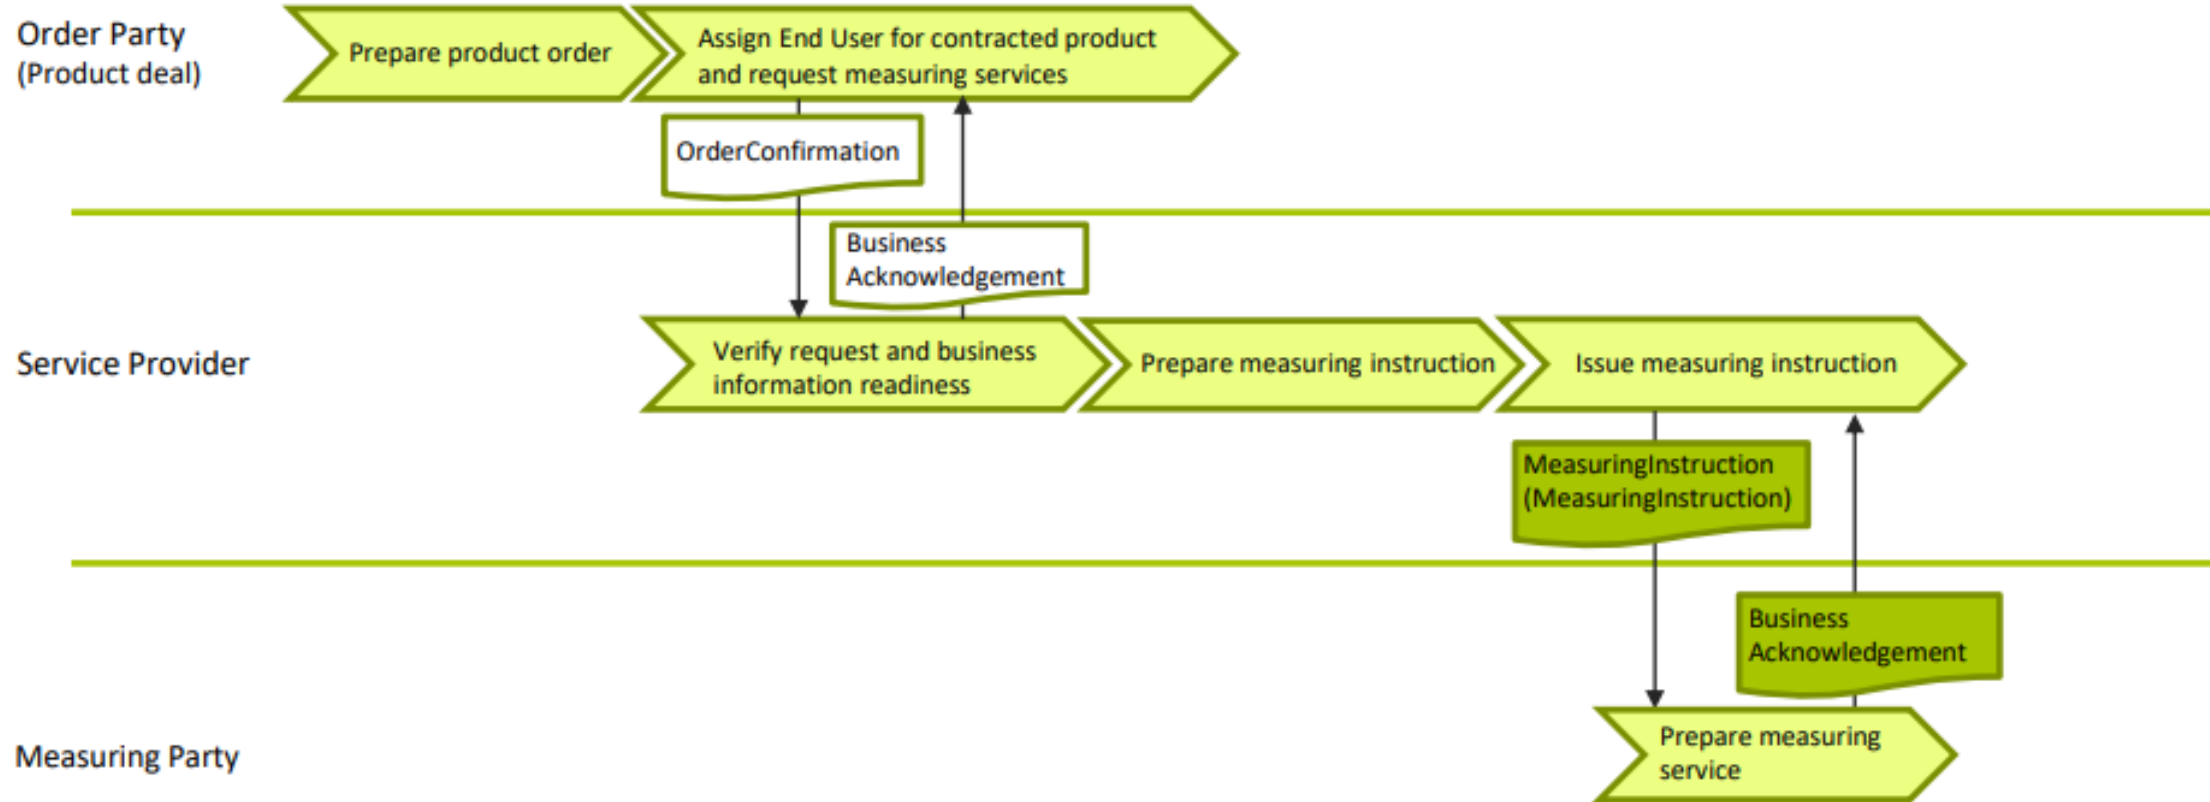 Order Party
(Product deal)
Prepare product order
Assign End User for contracted product
and request measuring services
OrderConfirmation
Business
Acknowledgement
Service Provider
Verify request and business
information readiness
Prepare measuring instruction
Issue measuring instruction
MeasuringInstruction
(MeasuringInstruction)
Business
Acknowledgement
Measuring Party
Prepare measuring
service